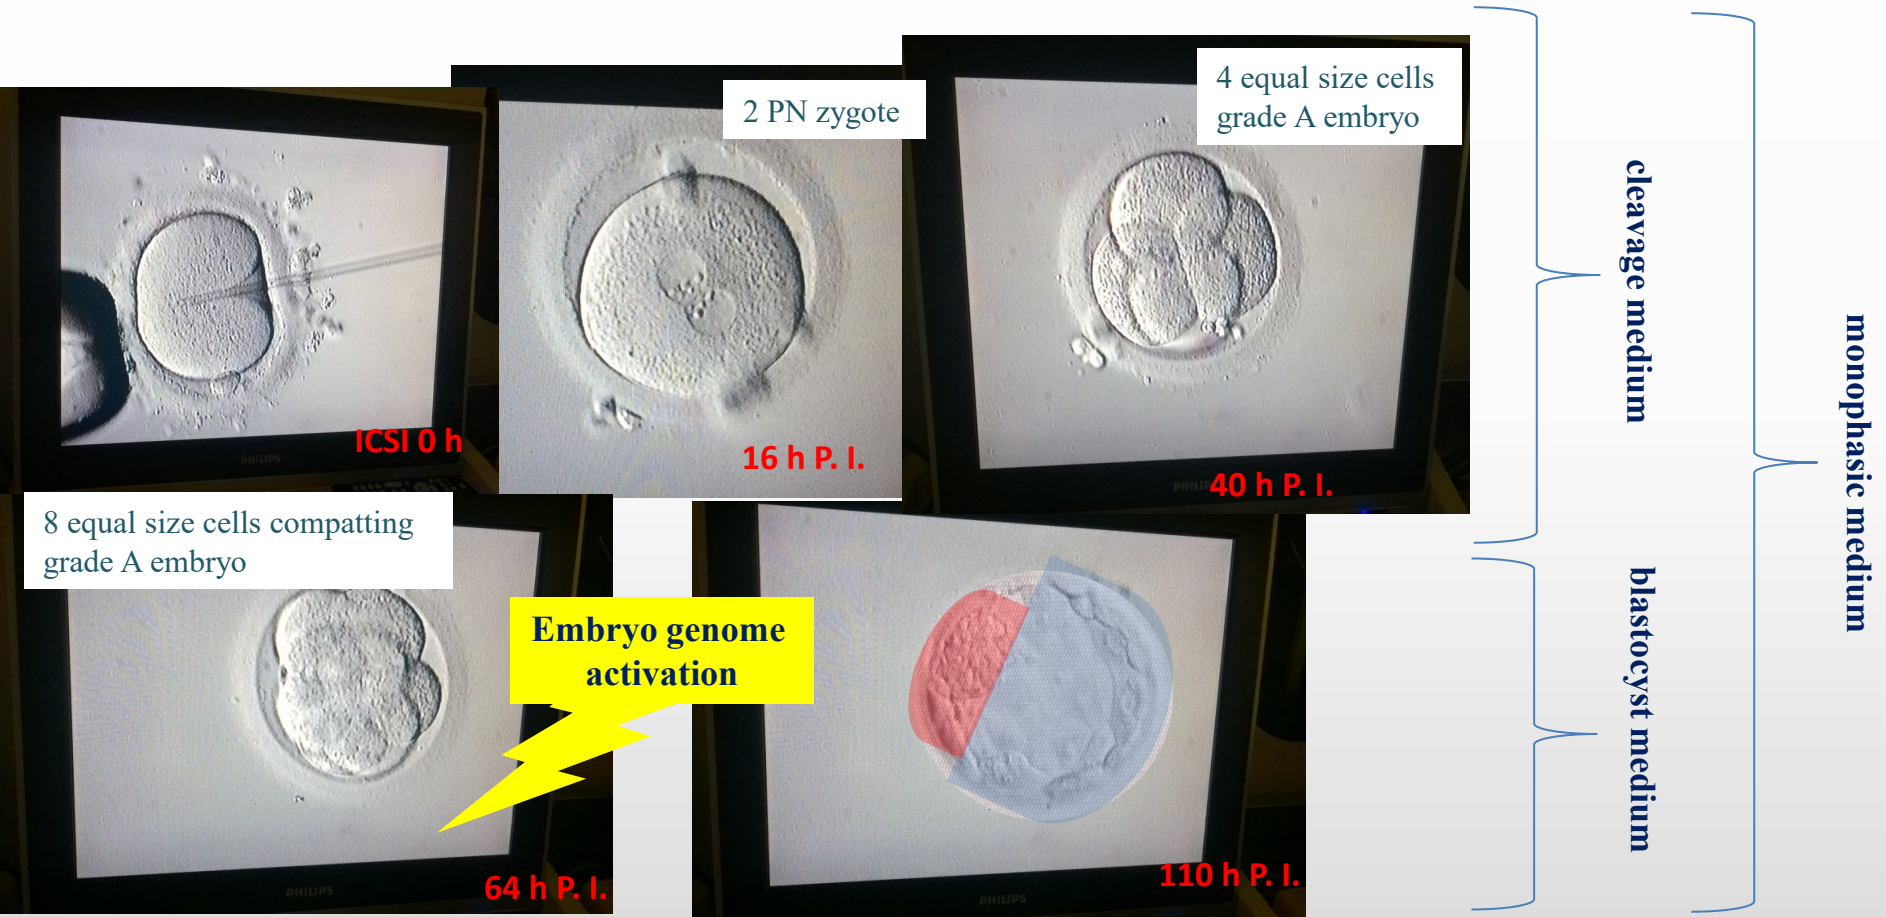 4 equal size cells
grade A embryo
2 PN zygote
ICSI 0 h
16 h P. I.
40 h P. I.
PHILIPS
PHILIPS
8 equal size cells compatting
grade A embryo
Embryo genome
activation
64 h P. I.
110 h P. I.
PHILIPS
PHILIPS
cleavage medium
blastocyst medium
monophasic medium